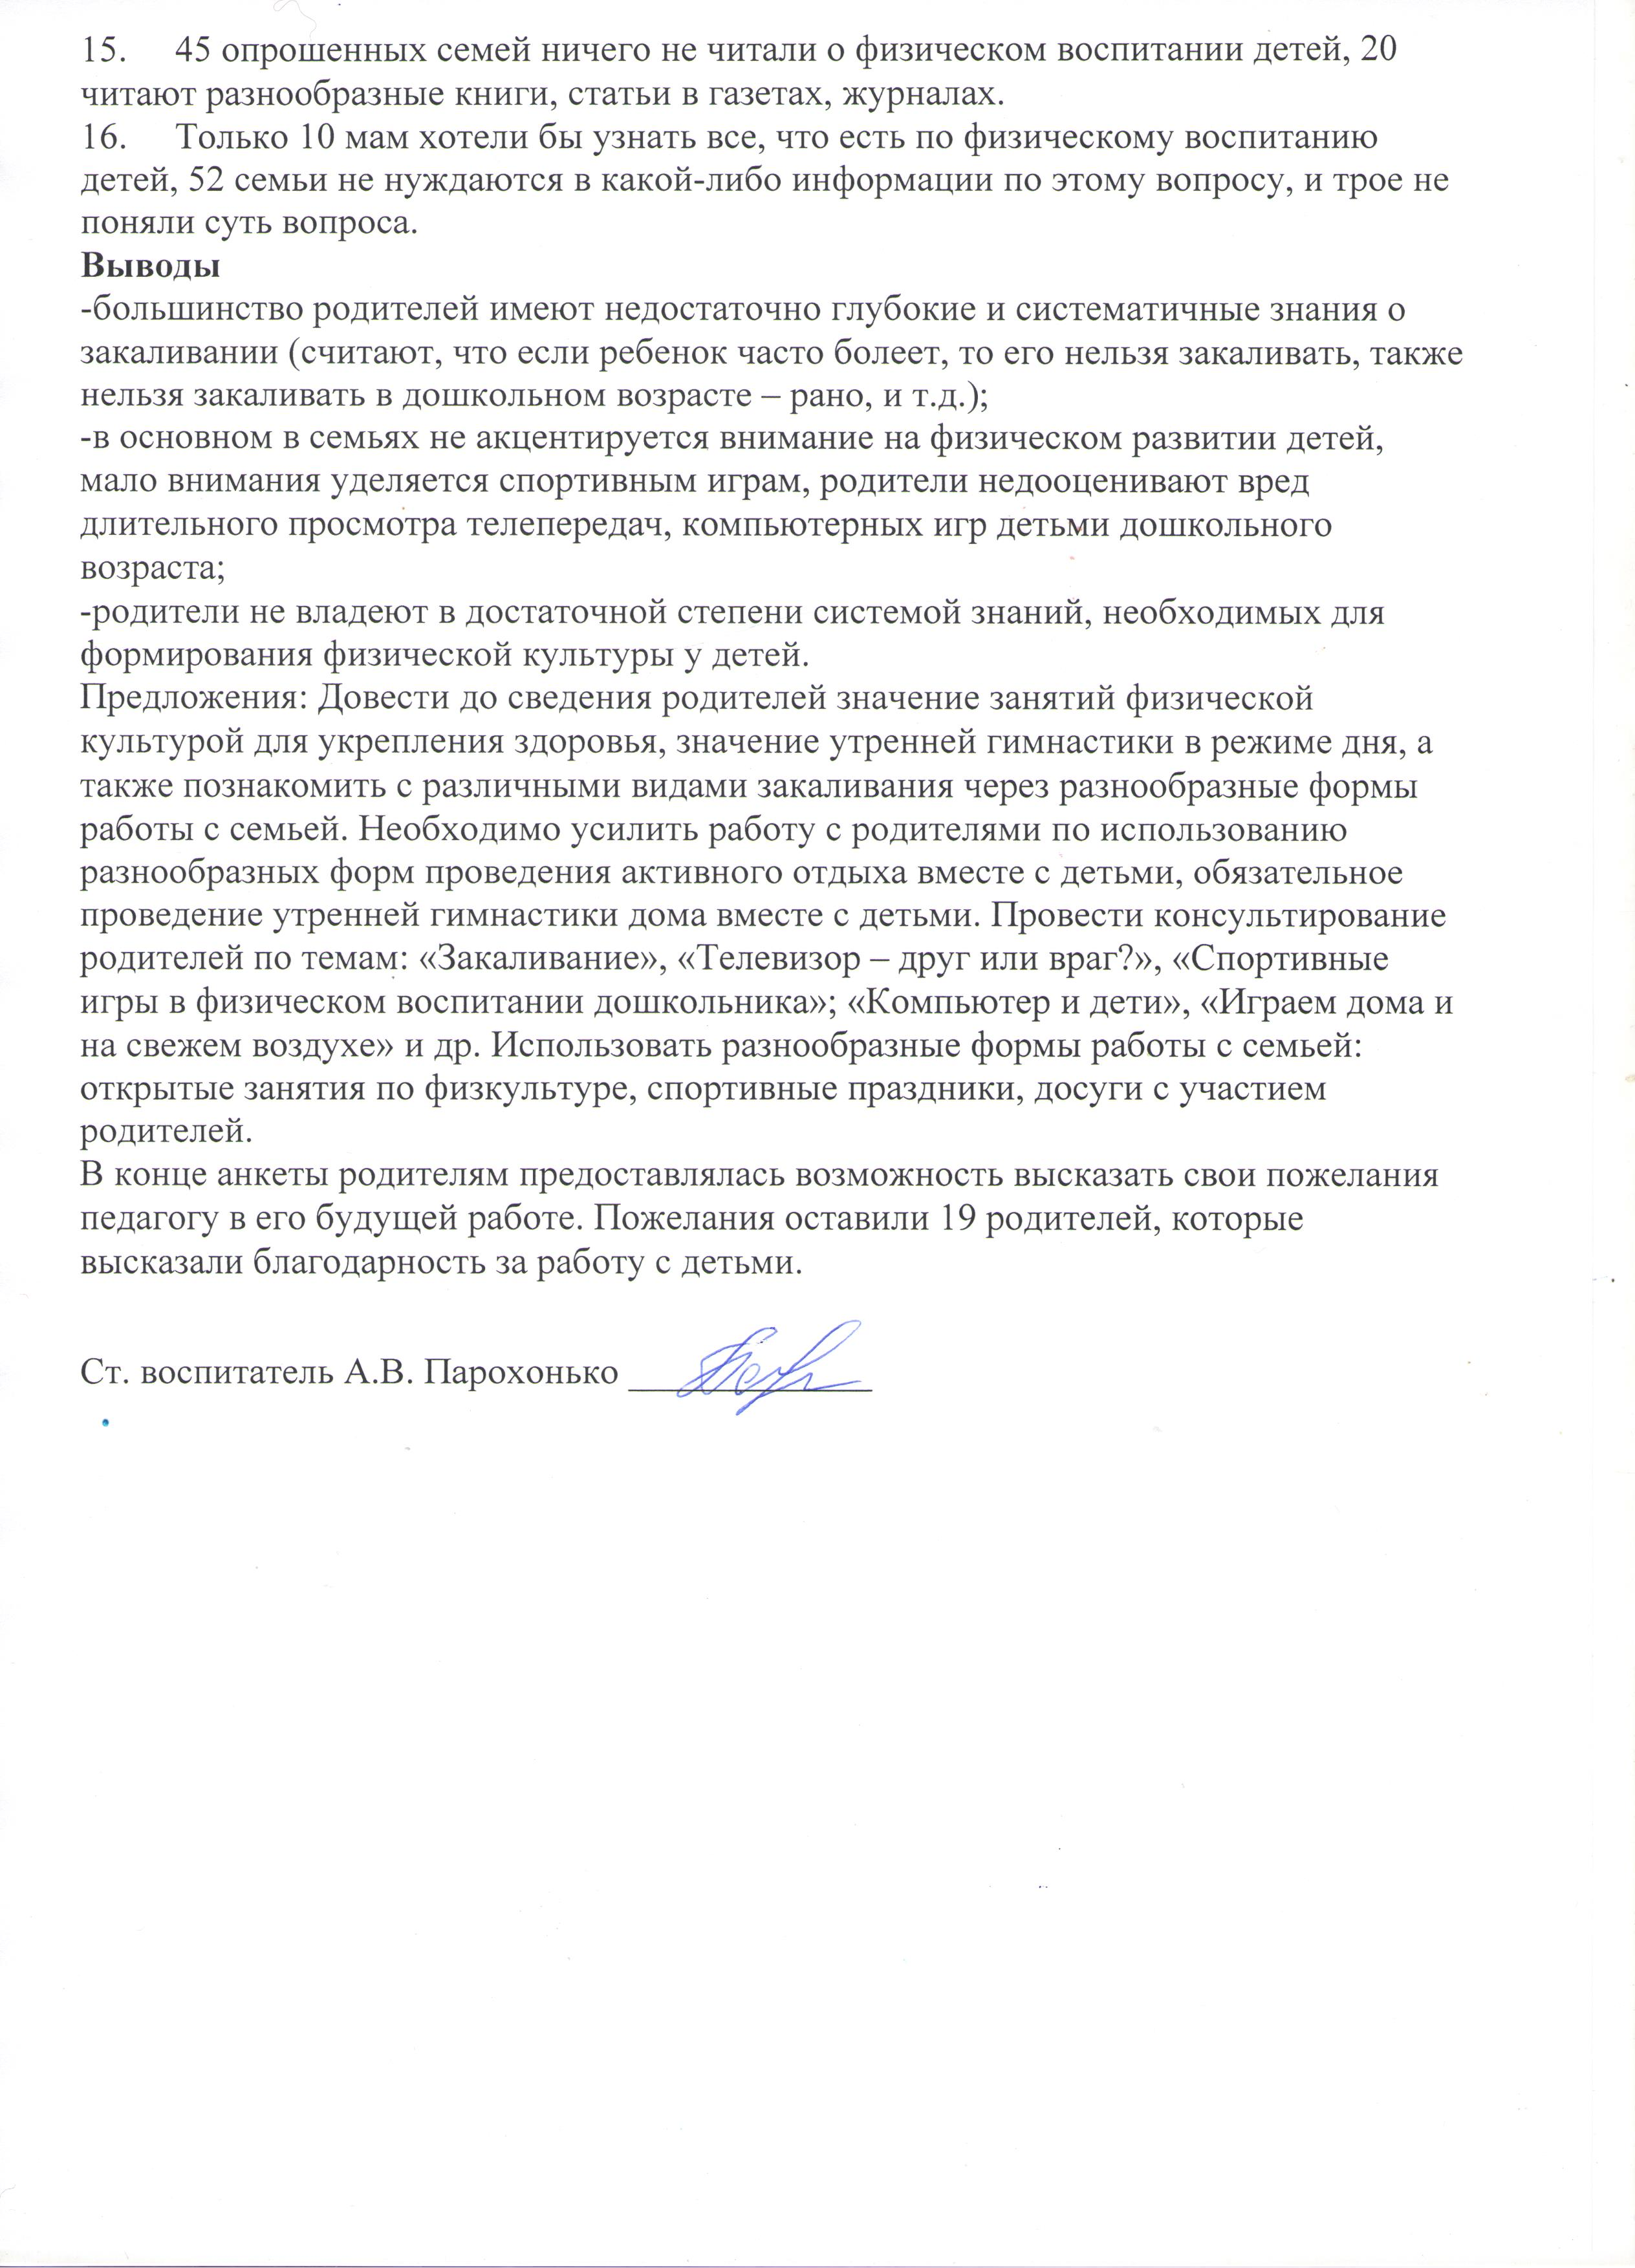 15. 45 опрошенных семей ничего не читали о физическом воспитании детей, 20
читают разнообразные книги, статьи в газетах, журналах.
16. Только 10 мам хотели бы узнать все, что есть по физическому воспитанию
детей, 52 семьи не нуждаются в какой-либо информации по этому вопросу, и трое не
поняли суть вопроса.
Выводы
-большинство родителей имеют недостаточно глубокие и систематичные знания о
закаливании (считают, что если ребенок часто болеет, то его нельзя закаливать, также
нельзя закаливать в дошкольном возрасте – рано, и т.д.);
-в основном в семьях не акцентируется внимание на физическом развитии детей,
мало внимания уделяется спортивным играм, родители недооценивают вред
длительного просмотра телепередач, компьютерных игр детьми дошкольного
возраста;
-родители не владеют в достаточной степени системой знаний, необходимых для
формирования физической культуры у детей.
Предложения: Довести до сведения родителей значение занятий физической
культурой для укрепления здоровья, значение утренней гимнастики в режиме дня, а
также познакомить с различными видами закаливания через разнообразные формы
работы с семьей. Необходимо усилить работу с родителями по использованию
разнообразных форм проведения активного отдыха вместе с детьми, обязательное
проведение утренней гимнастики дома вместе с детьми. Провести консультирование
родителей по темам: «Закаливание», «Телевизор – друг или враг?», «Спортивные
игры в физическом воспитании дошкольника»; «Компьютер и дети», «Играем дома и
на свежем воздухе» и др. Использовать разнообразные формы работы с семьей:
открытые занятия по физкультуре, спортивные праздники, досуги с участием
родителей.
В конце анкеты родителям предоставлялась возможность высказать свои пожелания
педагогу в его будущей работе. Пожелания оставили 19 родителей, которые
высказали благодарность за работу с детьми.
Ст. воспитатель А.В. Парохонько